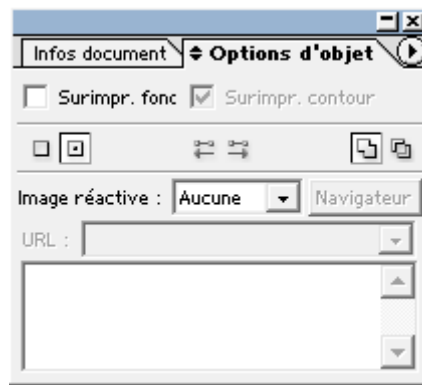 Infos document Options d'objet
Surimpr. fonc Surimpr. contour
Image réactive : Aucune Navigateur
URL :